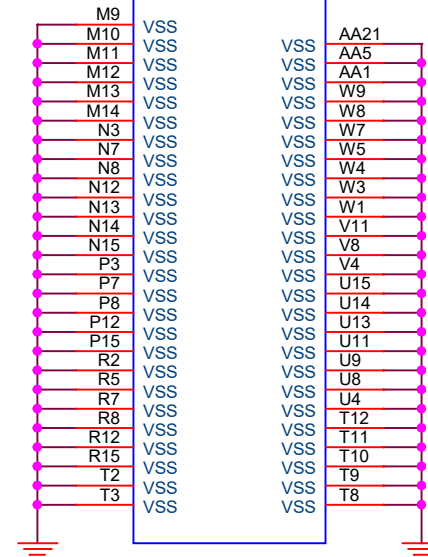 M9 VSS
M10 VSS VSS AA21
M11 VSS VSS AA5
M12 VSS VSS AA1
M13 VSS VSS W9
M14 VSS VSS W8
N3 VSS VSS W7
N7 VSS VSS W5
N8 VSS VSS W4
N12 VSS VSS W3
N13 VSS VSS W1
N14 VSS VSS V11
N15 VSS VSS V8
P3 VSS VSS V4
P7 VSS VSS U15
P8 VSS VSS U14
P12 VSS VSS U13
P15 VSS VSS U11
R2 VSS VSS U9
R5 VSS VSS U8
R7 VSS VSS U4
R8 VSS VSS T12
R12 VSS VSS T11
R15 VSS VSS T10
T2 VSS VSS T9
T3 VSS VSS T8